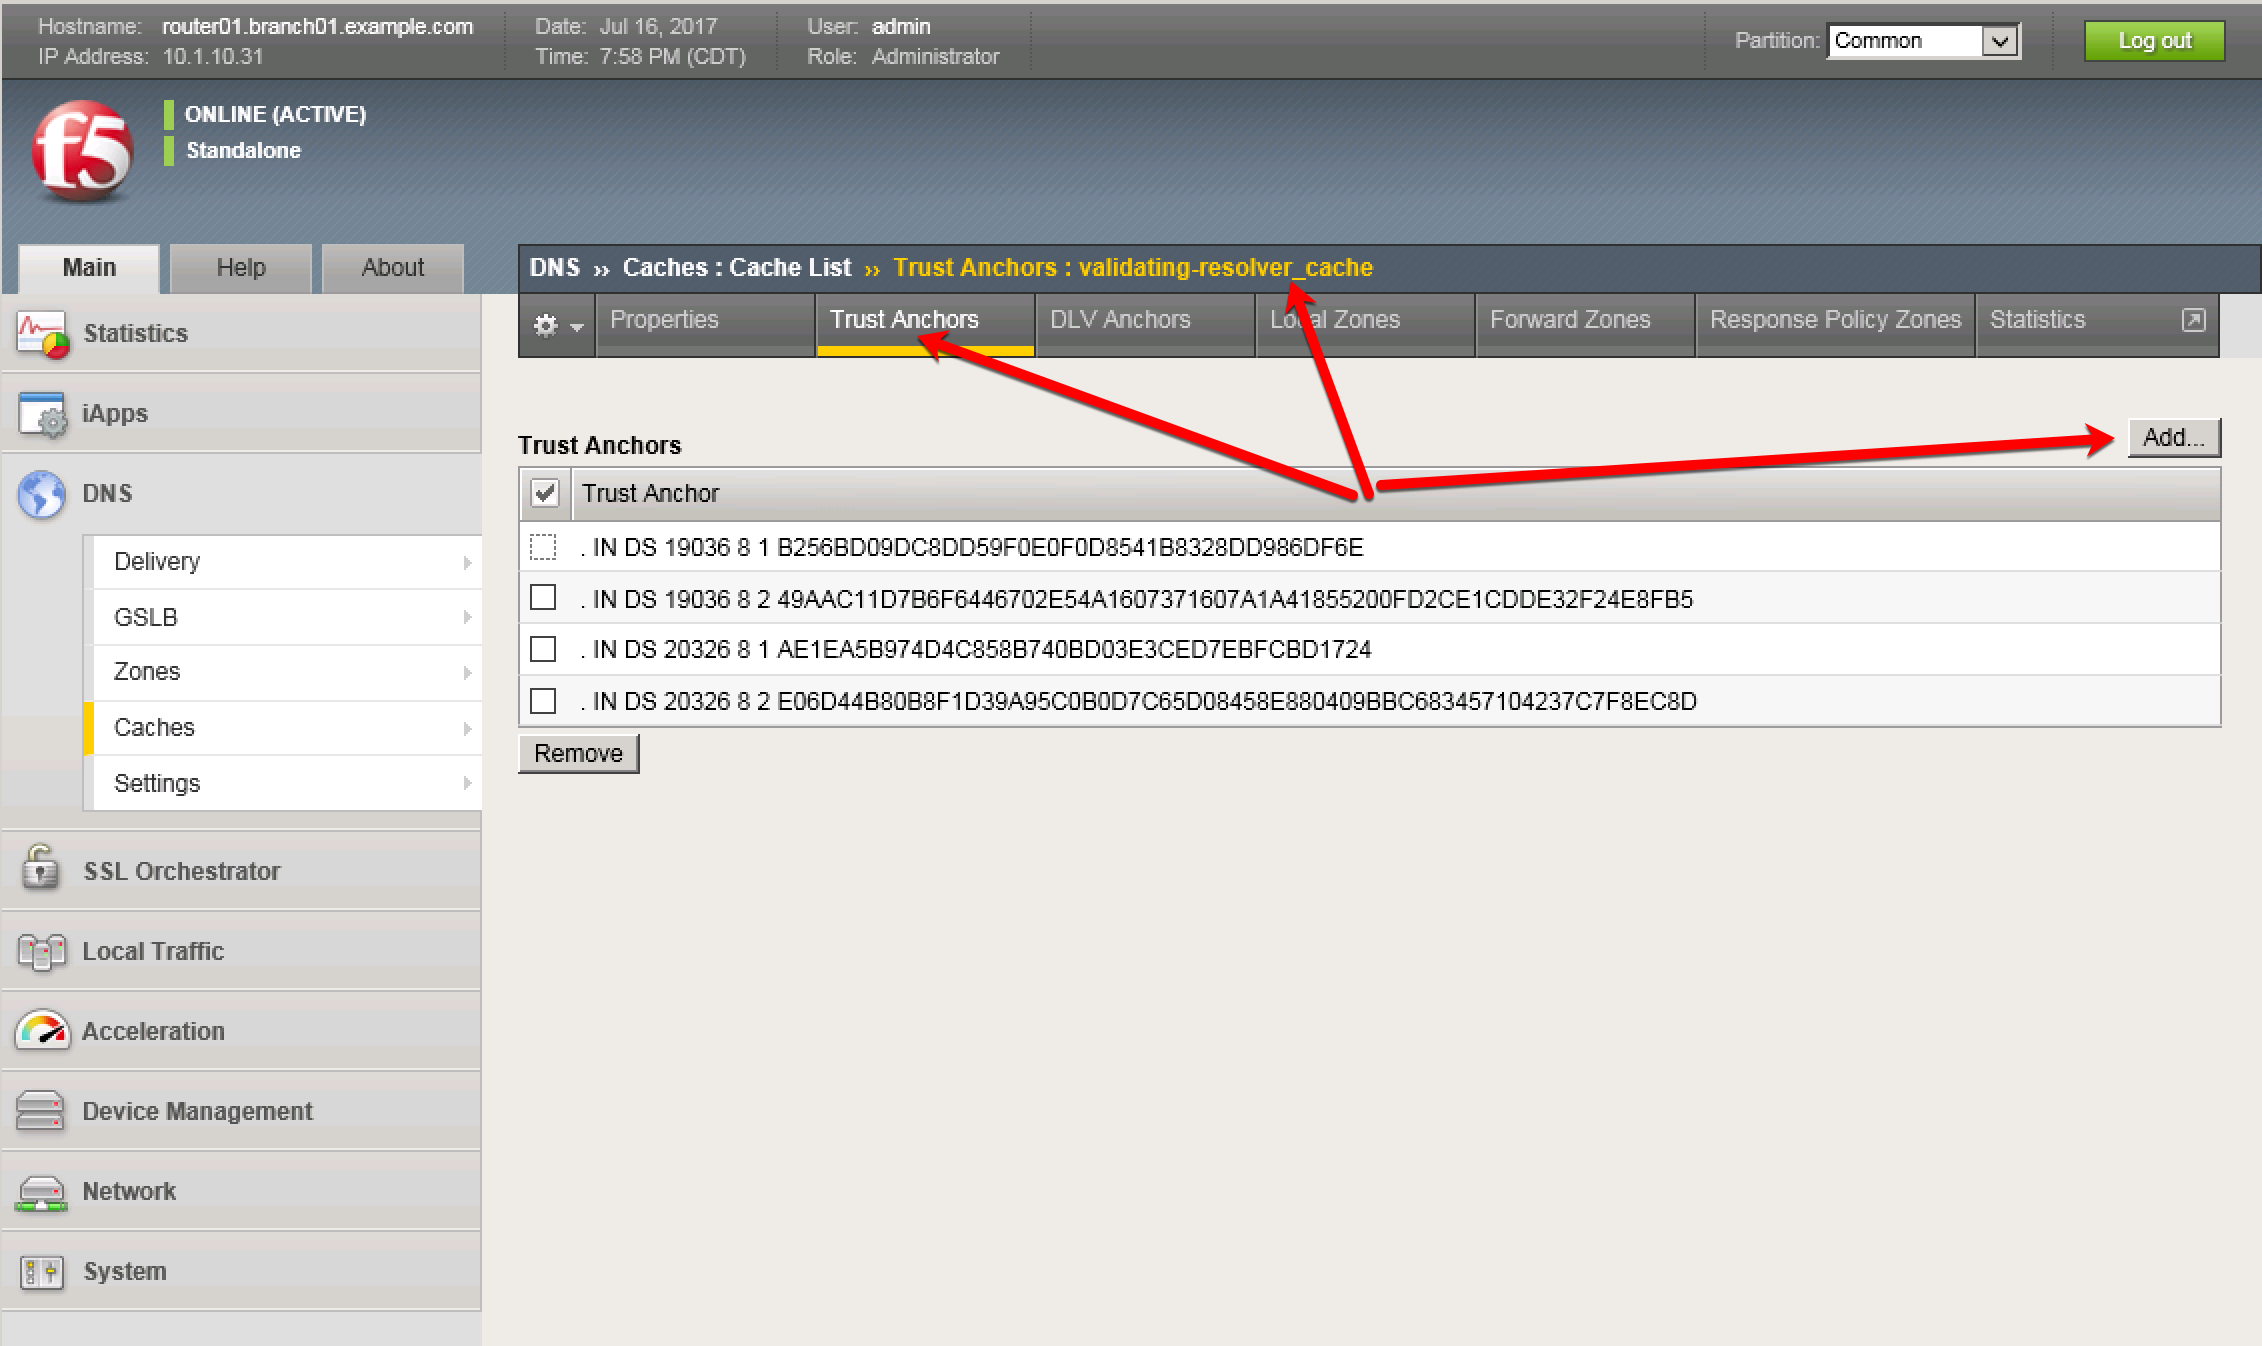 Hostname: router01.branch01.example.com
IP Address: 10.1.10.31
Date: Jul 16, 2017
Time: 7:58 PM (CDT)
User: admin
Role: Administrator
Partition: Common
Log out
f5
ONLINE (ACTIVE)
Standalone
Main
Help
About
DNS ›› Caches : Cache List ›› Trust Anchors : validating-resolver_cache
Properties
Trust Anchors
DLV Anchors
Local Zones
Forward Zones
Response Policy Zones
Statistics
Statistics
iApps
DNS
Delivery
GSLB
Zones
Caches
Settings
SSL Orchestrator
Local Traffic
Acceleration
Device Management
Network
System
Trust Anchors
Add...
Trust Anchor
. IN DS 19036 8 1 B256BD09DC8DD59F0E0F0D8541B8328DD986DF6E
. IN DS 19036 8 2 49AAC11D7B6F6446702E54A1607371607A1A41855200FD2CE1CDDE32F24E8FB5
. IN DS 20326 8 1 AE1EA5B974D4C858B740BD03E3CED7EBFCBD1724
. IN DS 20326 8 2 E06D44B80B8F1D39A95C0B0D7C65D08458E880409BBC683457104237C7F8EC8D
Remove